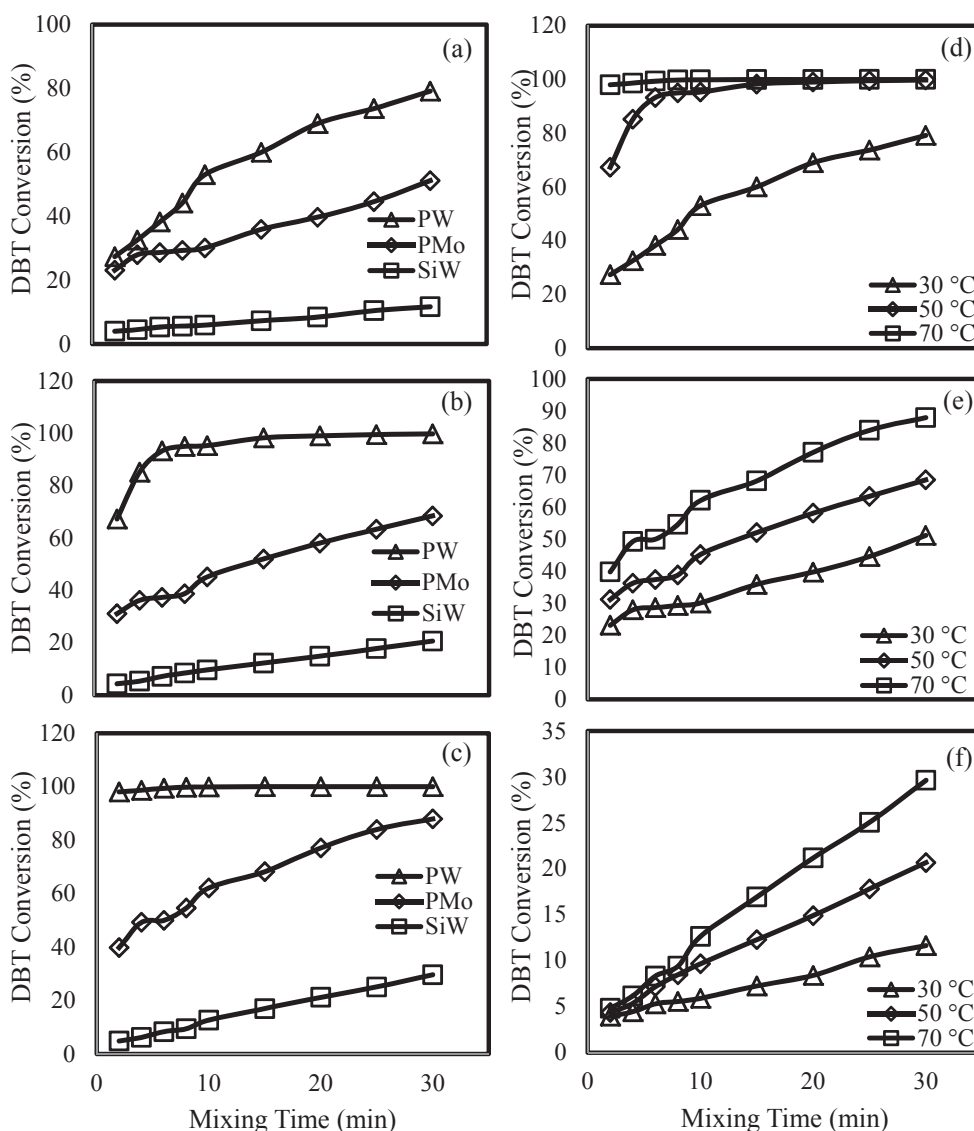 DBT Conversion (%)
100
80
60
40
20
0
(a)
PW
PMo
SiW
DBT Conversion (%)
120
100
80
60
40
20
0
(b)
PW
PMo
SiW
DBT Conversion (%)
120
100
80
60
40
20
0
(c)
PW
PMo
SiW
0 10 20 30
Mixing Time (min)
DBT Conversion (%)
120
100
80
60
40
20
0
(d)
30 °C
50 °C
70 °C
DBT Conversion (%)
100
90
80
70
60
50
40
30
20
10
0
(e)
30 °C
50 °C
70 °C
DBT Conversion (%)
35
30
25
20
15
10
5
0
(f)
30 °C
50 °C
70 °C
0 10 20 30
Mixing Time (min)